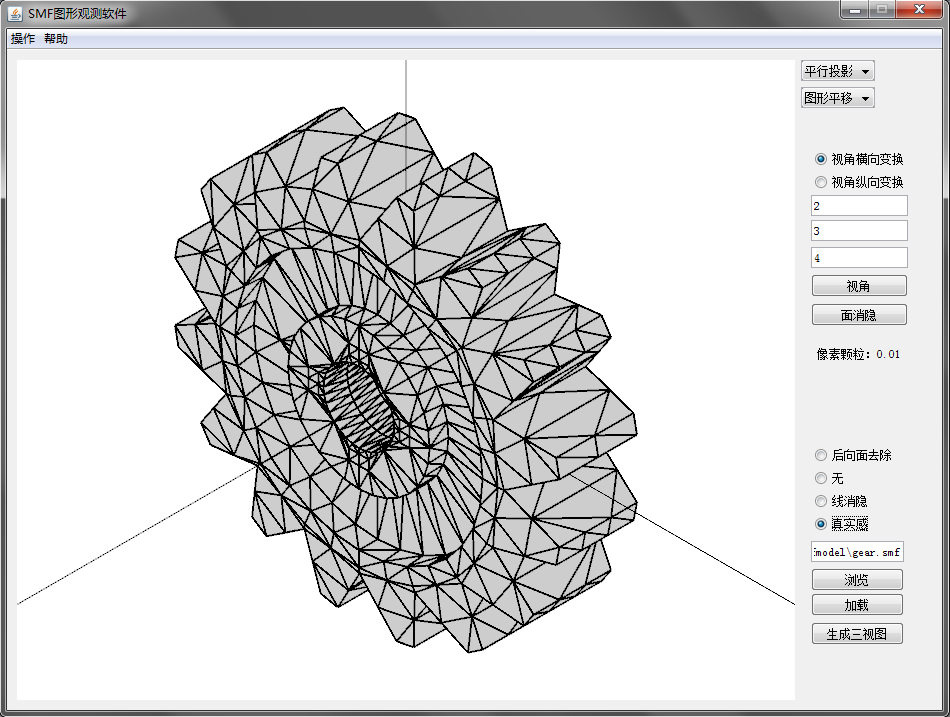 SMF图形观测软件
操作 帮助
平行投影
图形平移
视角横向变换
视角纵向变换
2
3
4
视角
面消隐
像素颗粒：0.01
后向面去除
无
线消隐
真实感
model\gear.smf
浏览
加载
生成三视图